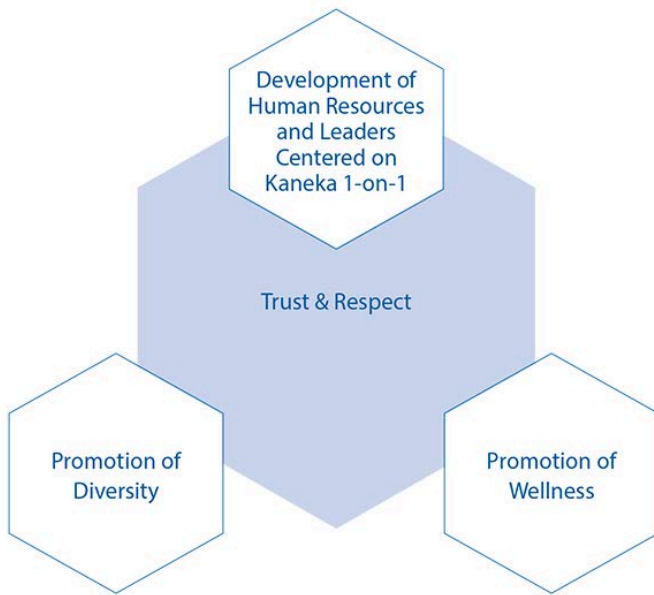 Development of
Human Resources
and Leaders
Centered on
Kaneka 1-on-1
Trust & Respect
Promotion of
Diversity
Promotion of
Wellness